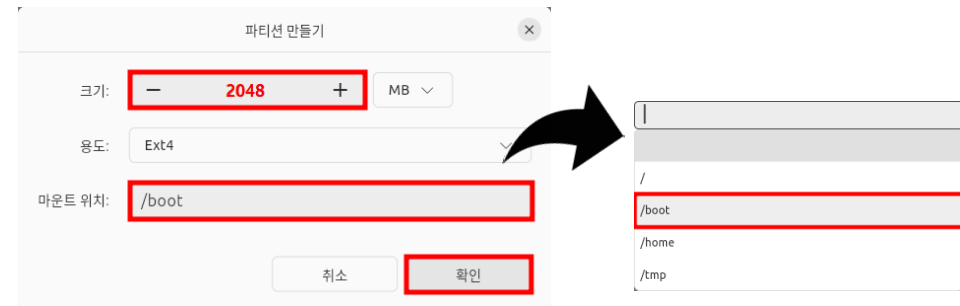 파티션 만들기
크기: 2048 MB
용도: Ext4
마운트 위치: /boot
취소 확인
/
/boot
/home
/tmp